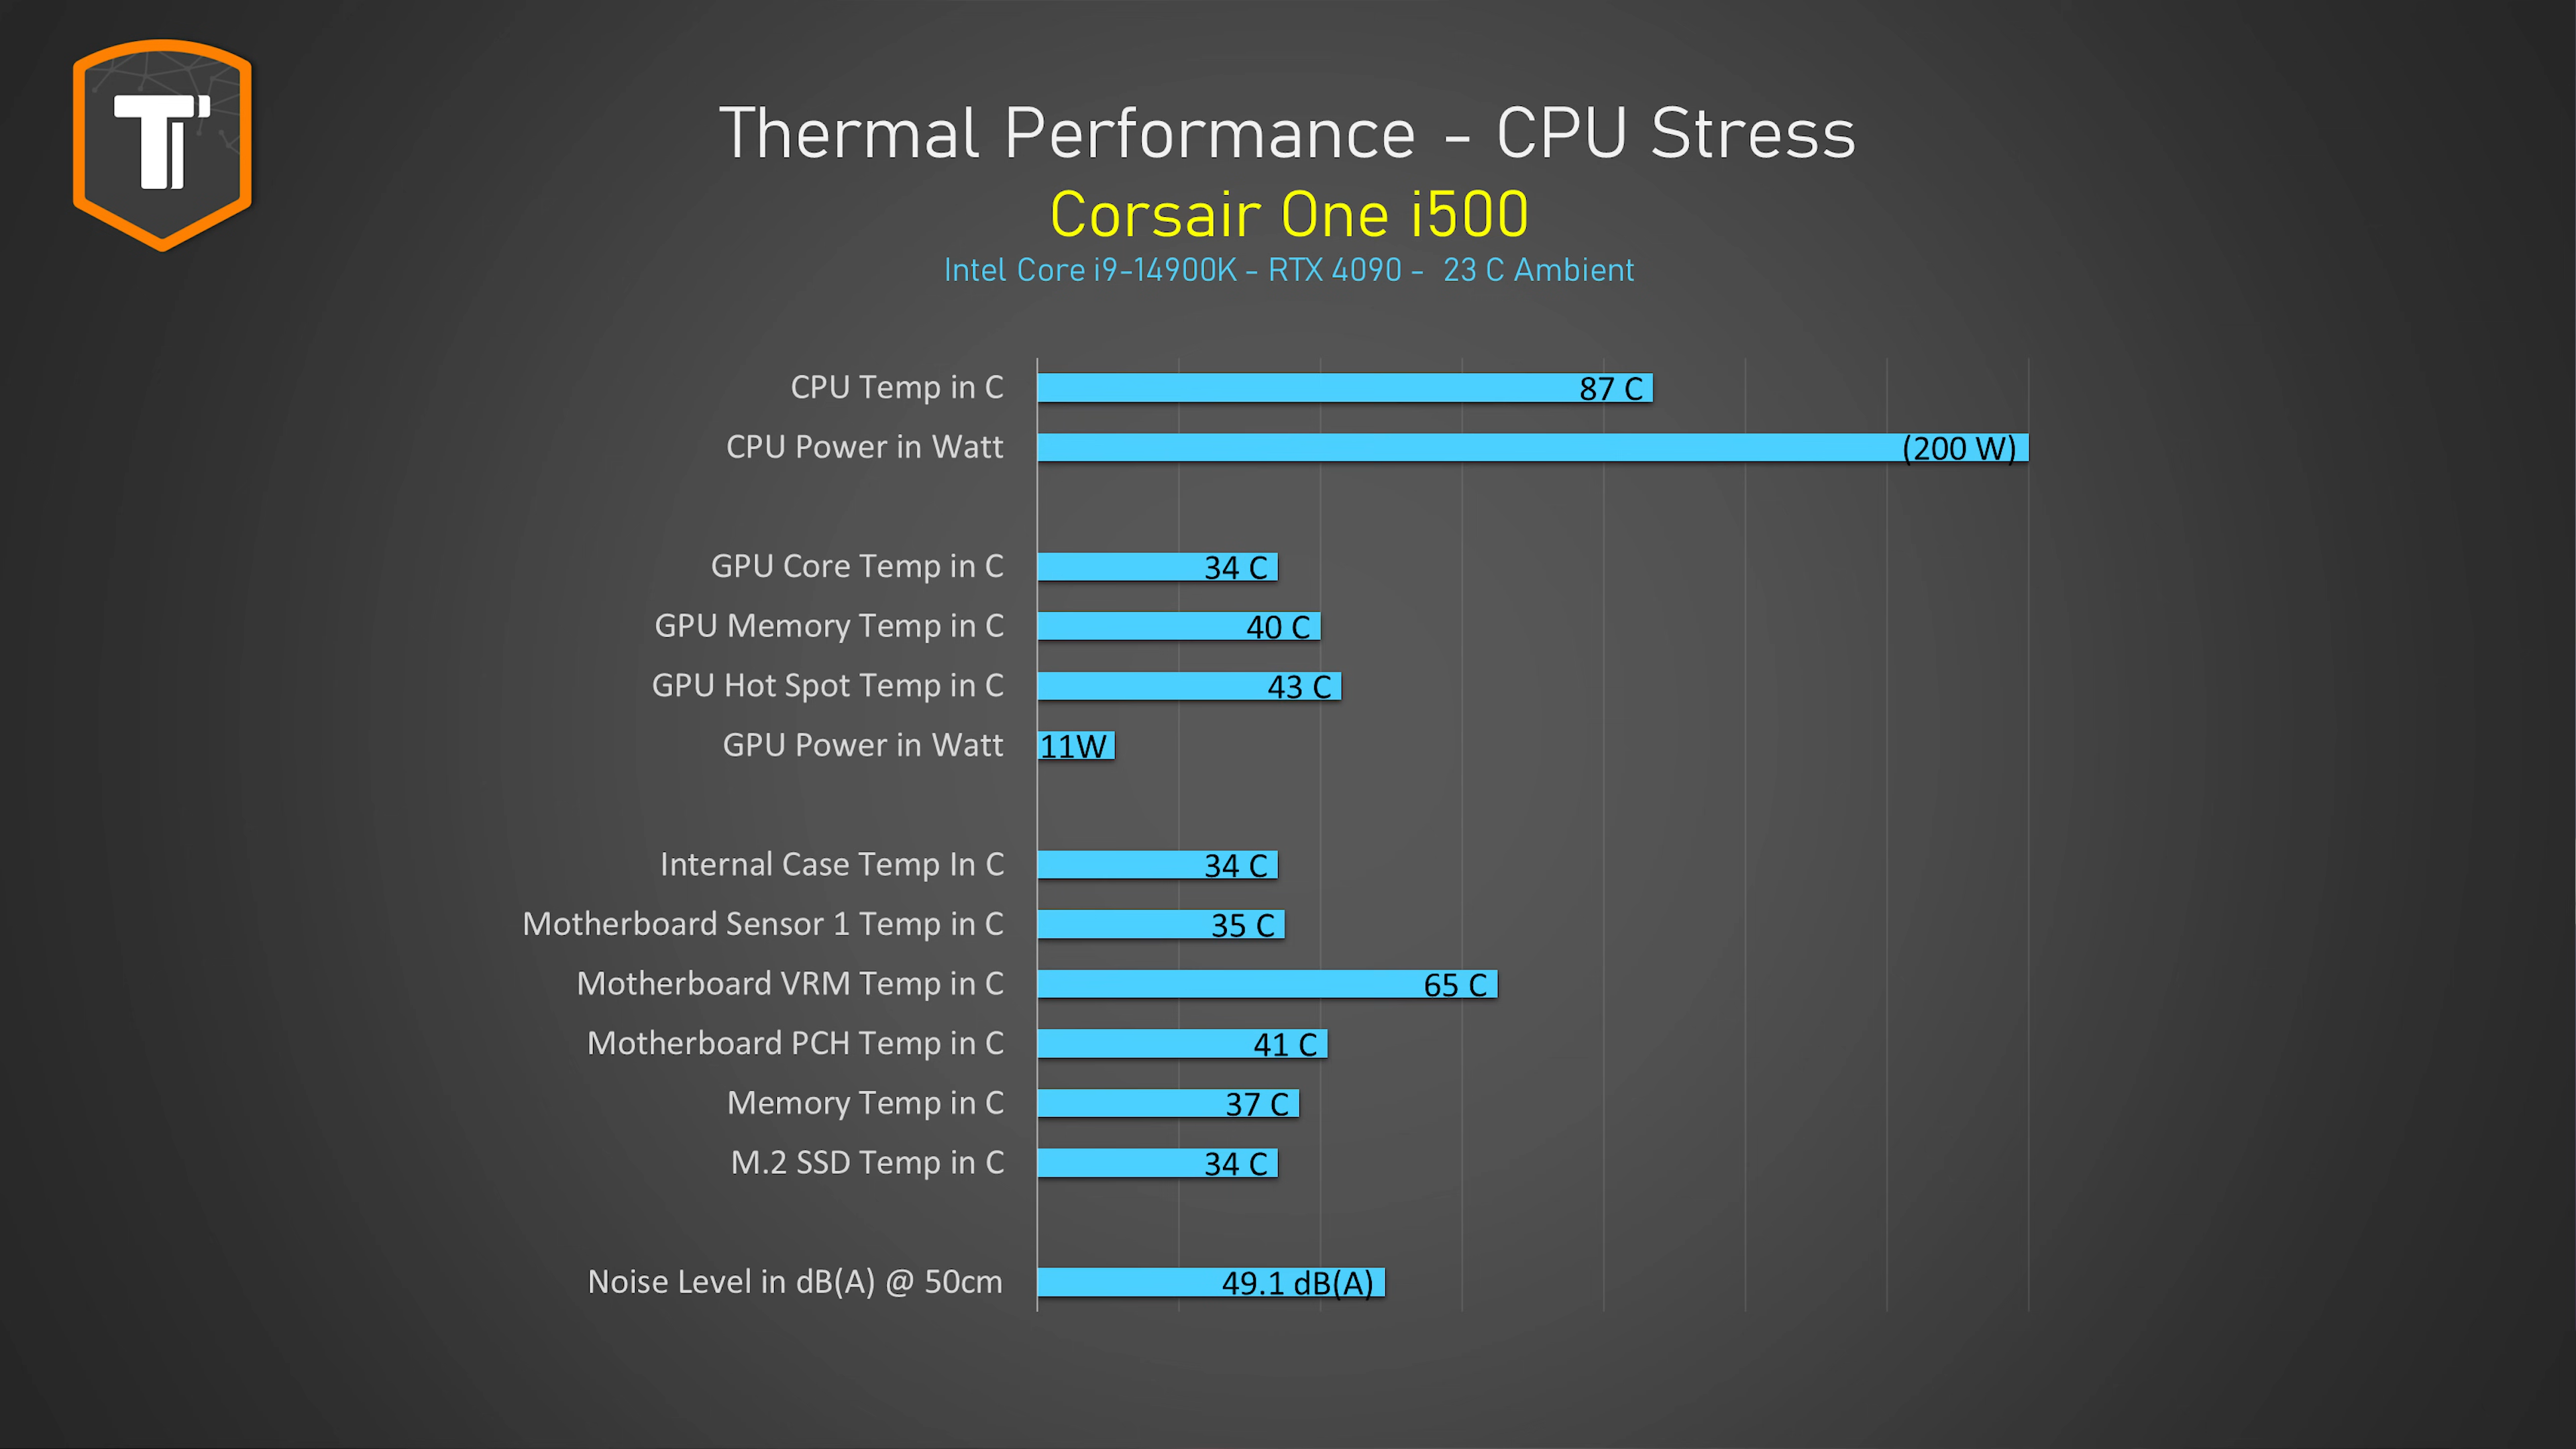 T
Thermal Performance - CPU Stress
Corsair One i500
Intel Core i9-14900K - RTX 4090 - 23 C Ambient
CPU Temp in C 87 C
CPU Power in Watt (200 W)
GPU Core Temp in C 34 C
GPU Memory Temp in C 40 C
GPU Hot Spot Temp in C 43 C
GPU Power in Watt 11W
Internal Case Temp In C 34 C
Motherboard Sensor 1 Temp in C 35 C
Motherboard VRM Temp in C 65 C
Motherboard PCH Temp in C 41 C
Memory Temp in C 37 C
M.2 SSD Temp in C 34 C
Noise Level in dB(A) @ 50cm 49.1 dB(A)